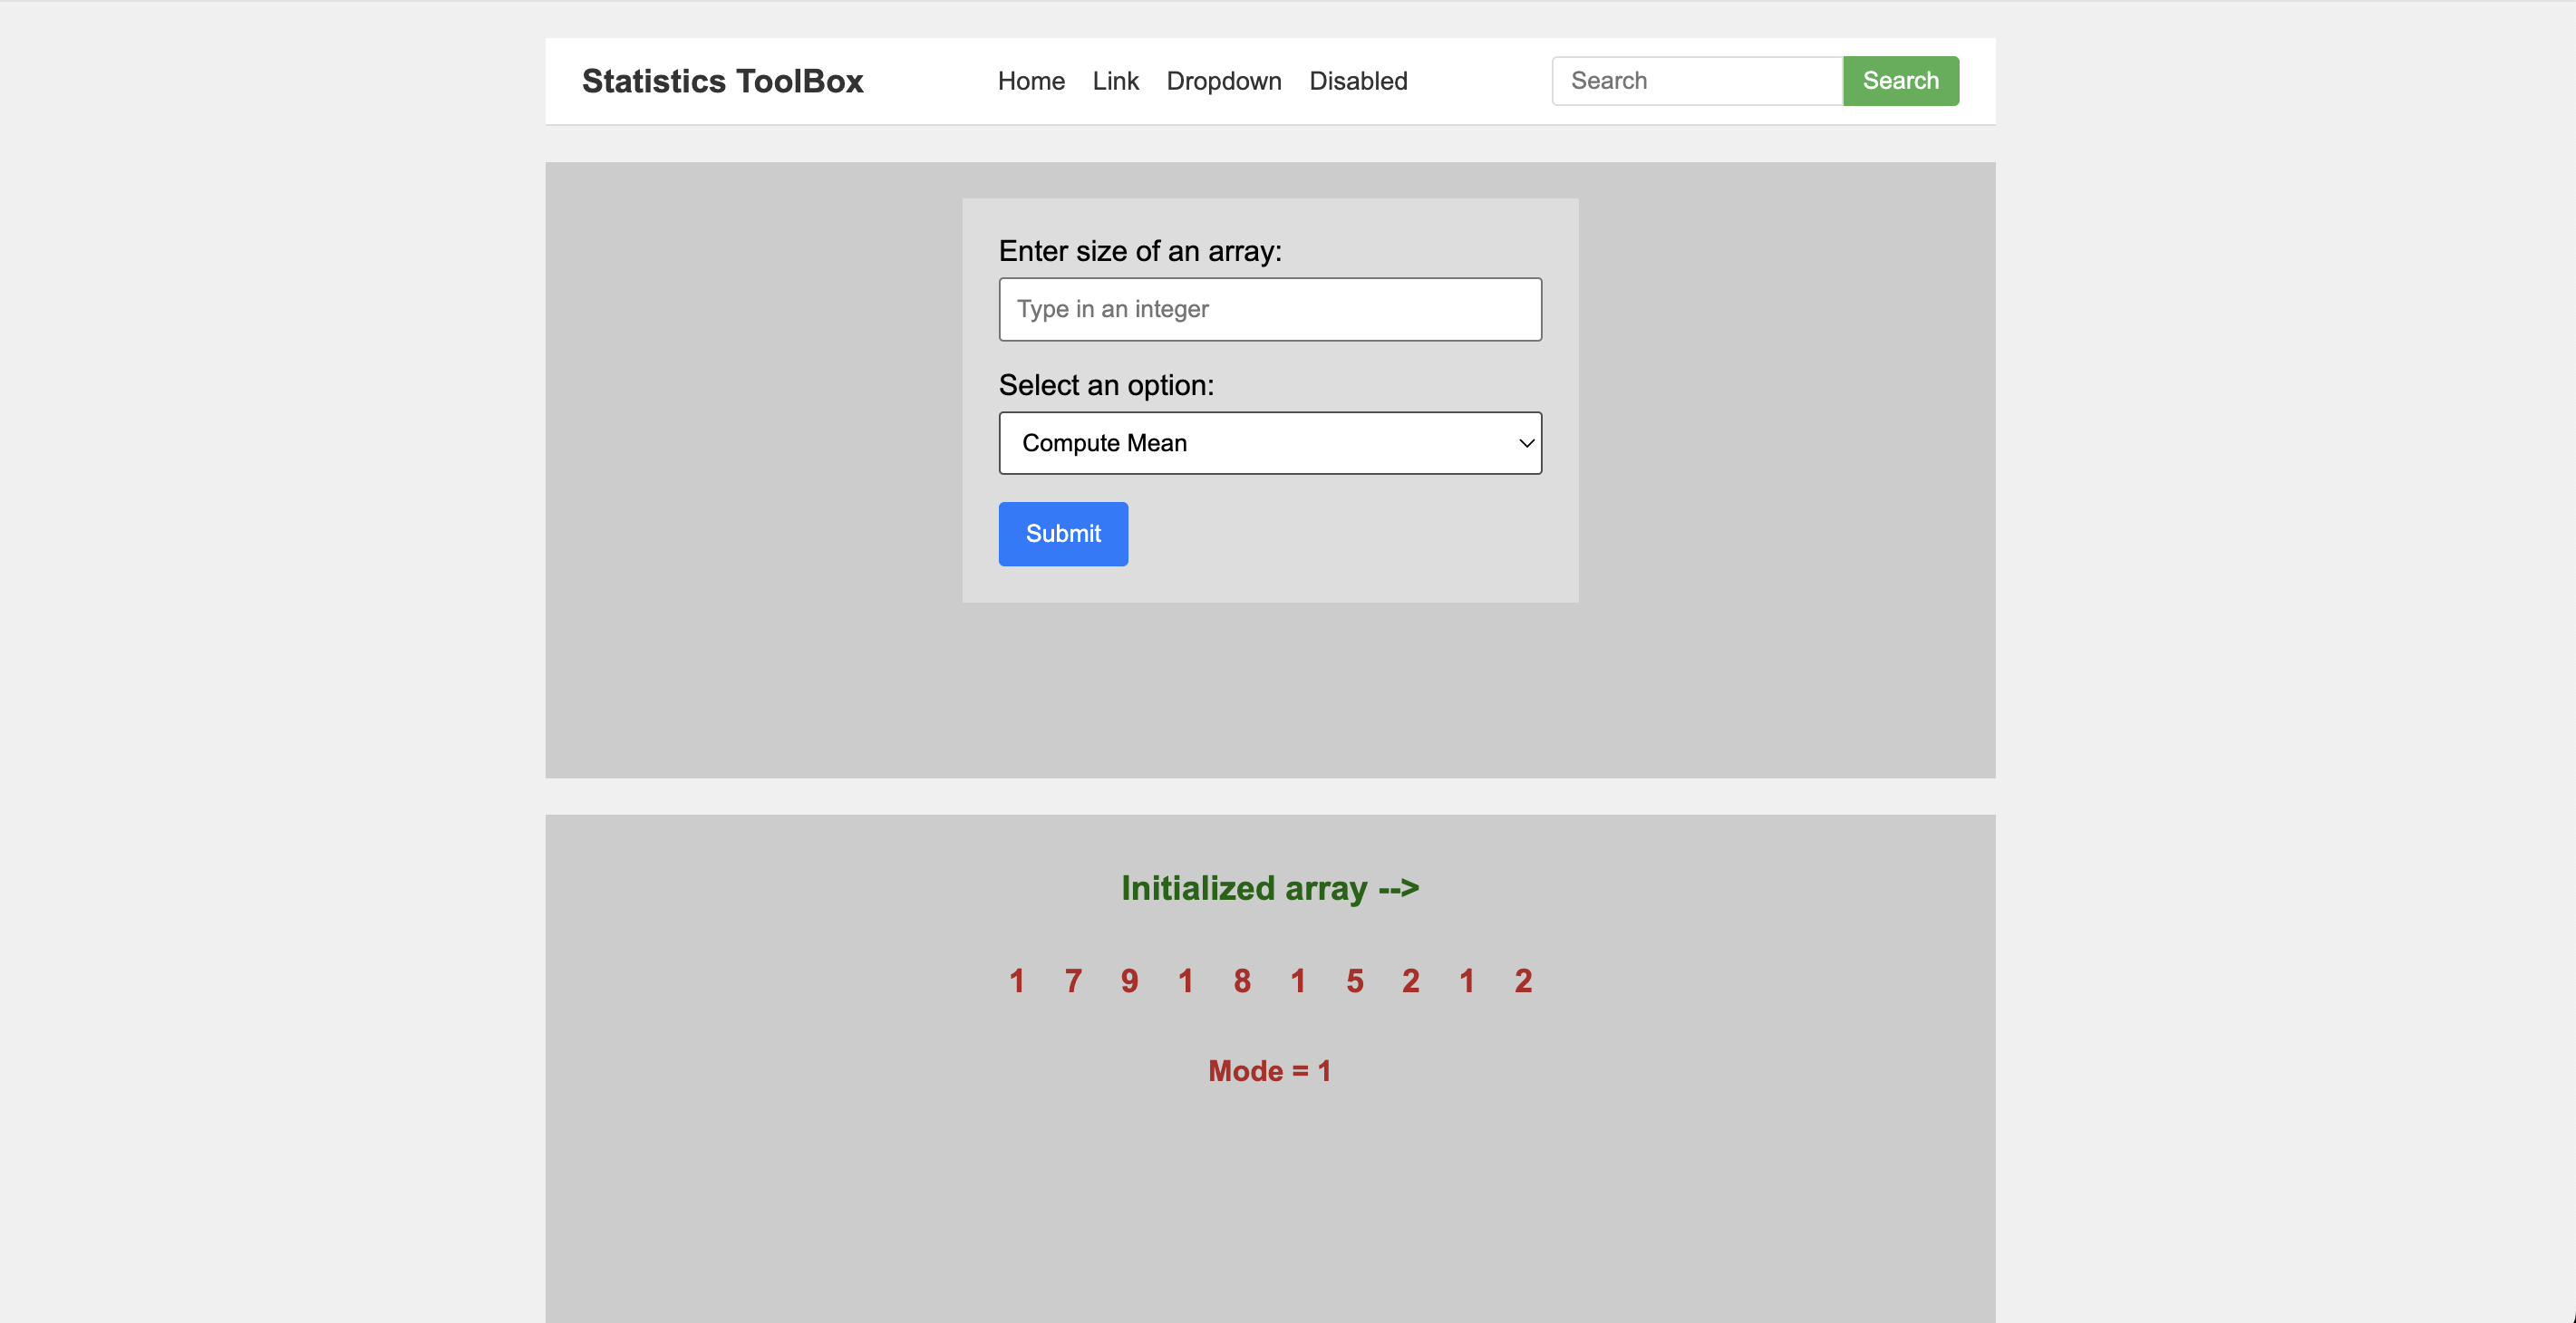 Statistics ToolBox Home Link Dropdown Disabled Search Search
Enter size of an array:
Type in an integer
Select an option:
Compute Mean
Submit
Initialized array -->
1 7 9 1 8 1 5 2 1 2
Mode = 1